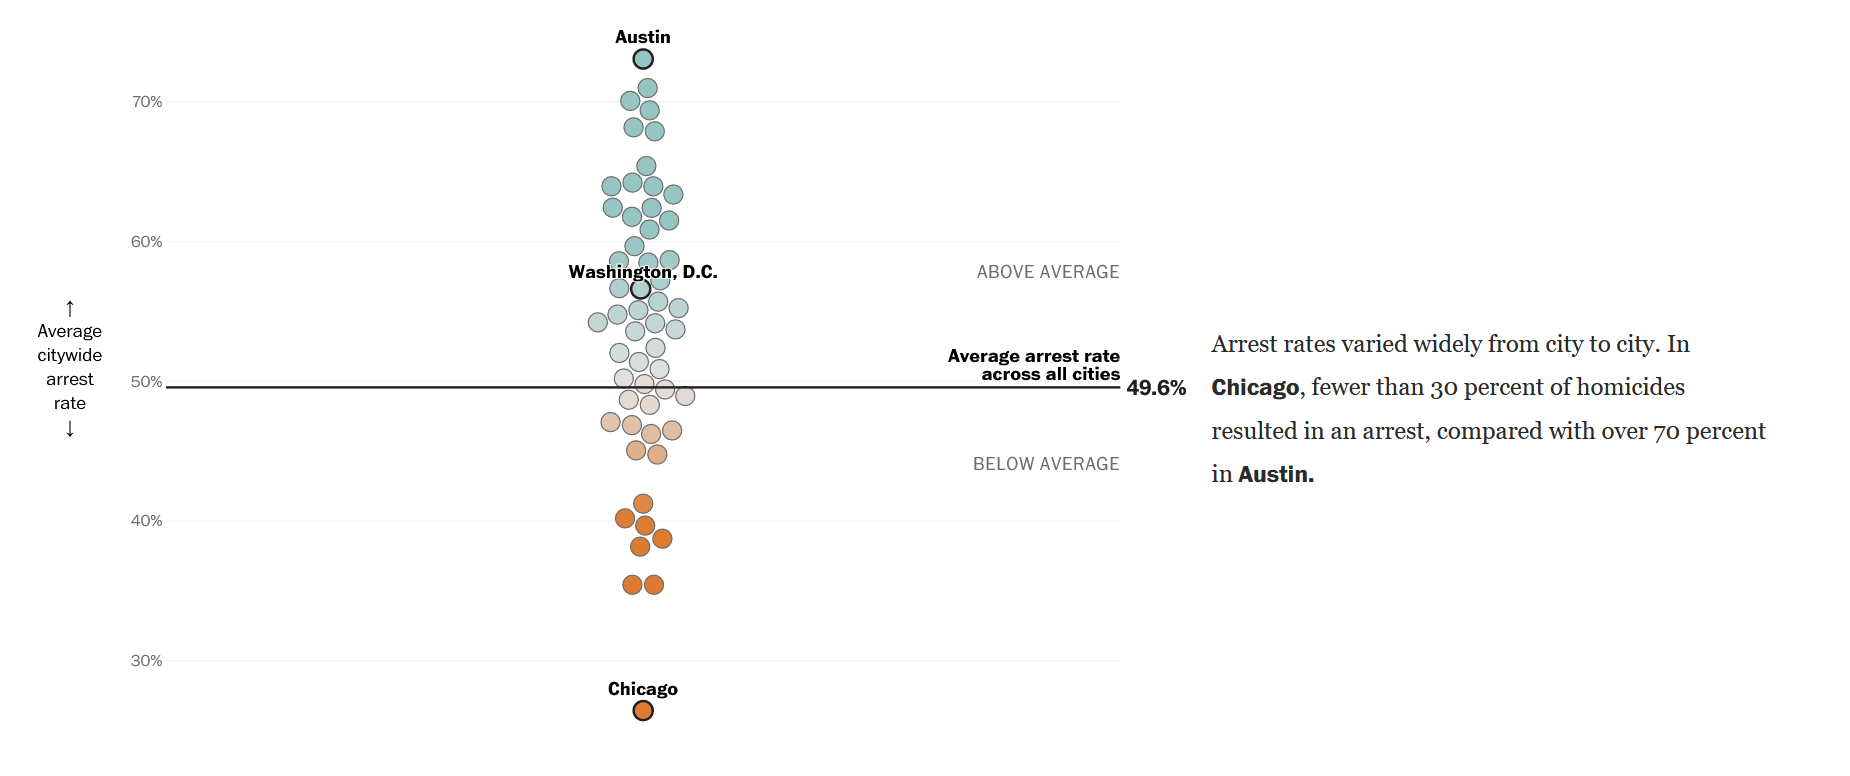 Austin
70%
60%
Washington, D.C.
ABOVE AVERAGE
↑
Average
citywide
arrest
rate
↓
Average arrest rate
across all cities
50%
49.6%
BELOW AVERAGE
40%
30%
Chicago
Arrest rates varied widely from city to city. In
Chicago, fewer than 30 percent of homicides
resulted in an arrest, compared with over 70 percent
in Austin.